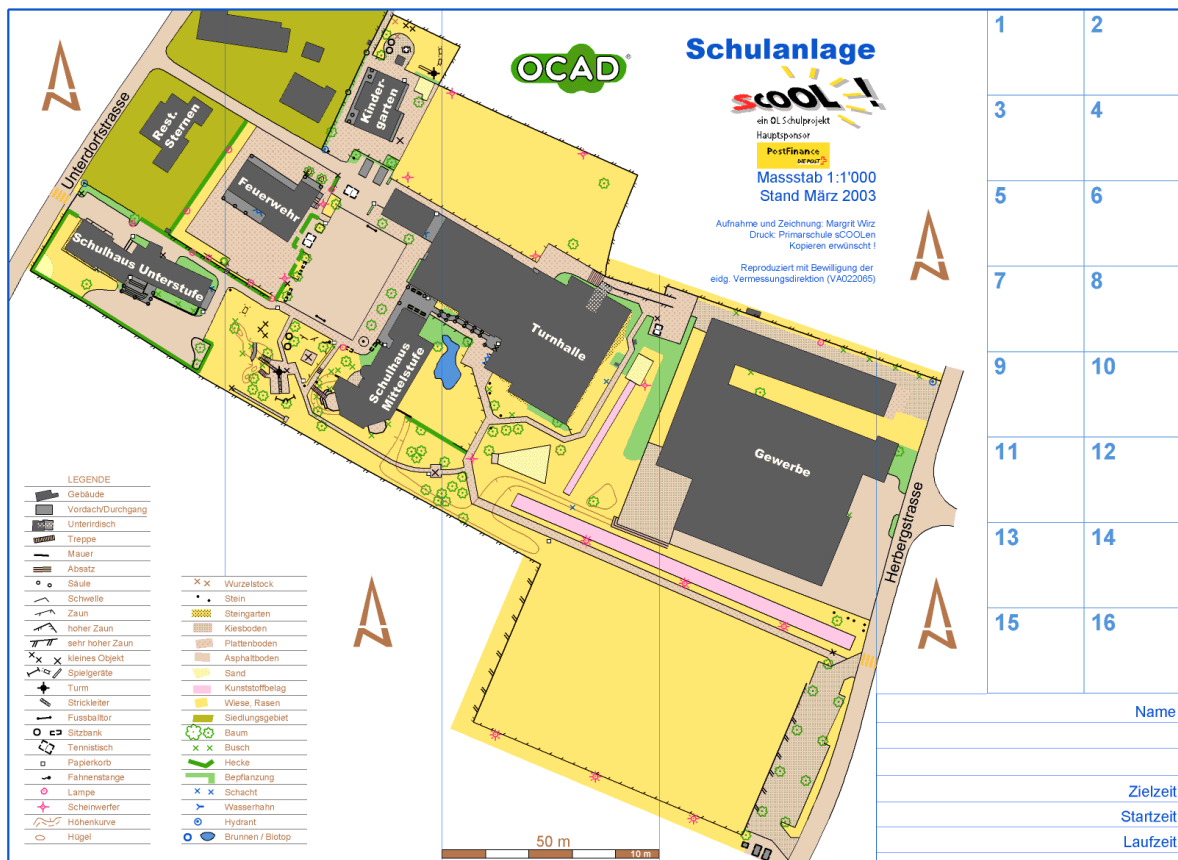 OCAD®
Schulanlage
sCOOL !
ein OL Schulprojekt
Hauptsponsor
PostFinance
DIE POST
Massstab 1:1'000
Stand März 2003
Aufnahme und Zeichnung: Margrit Wirz
Druck: Primarschule sCOOLen
Kopieren erwünscht !
Reproduziert mit Bewilligung der
eidg. Vermessungsdirektion (VA022065)
N
N
N
N
Unterdorfstrasse
Rest.
Sternen
Kinder-
garten
Feuerwehr
Schulhaus Unterstufe
Turnhalle
Schulhaus
Mittelstufe
Gewerbe
Herbergstrasse
LEGENDE
Gebäude
Vordach/Durchgang
Unterirdisch
Treppe
Mauer
Absatz
Säule
Schwelle
Zaun
hoher Zaun
sehr hoher Zaun
kleines Objekt
Spielgeräte
Turm
Strickleiter
Fussballtor
Sitzbank
Tennistisch
Papierkorb
Fahnenstange
Lampe
Scheinwerfer
Höhenkurve
Hügel
Wurzelstock
Stein
Steingarten
Kiesboden
Plattenboden
Asphaltboden
Sand
Kunststoffbelag
Wiese, Rasen
Siedlungsgebiet
Baum
Busch
Hecke
Bepflanzung
Schacht
Wasserhahn
Hydrant
Brunnen / Biotop
50 m
10 m
1 2
3 4
5 6
7 8
9 10
11 12
13 14
15 16
Name
Zielzeit
Startzeit
Laufzeit